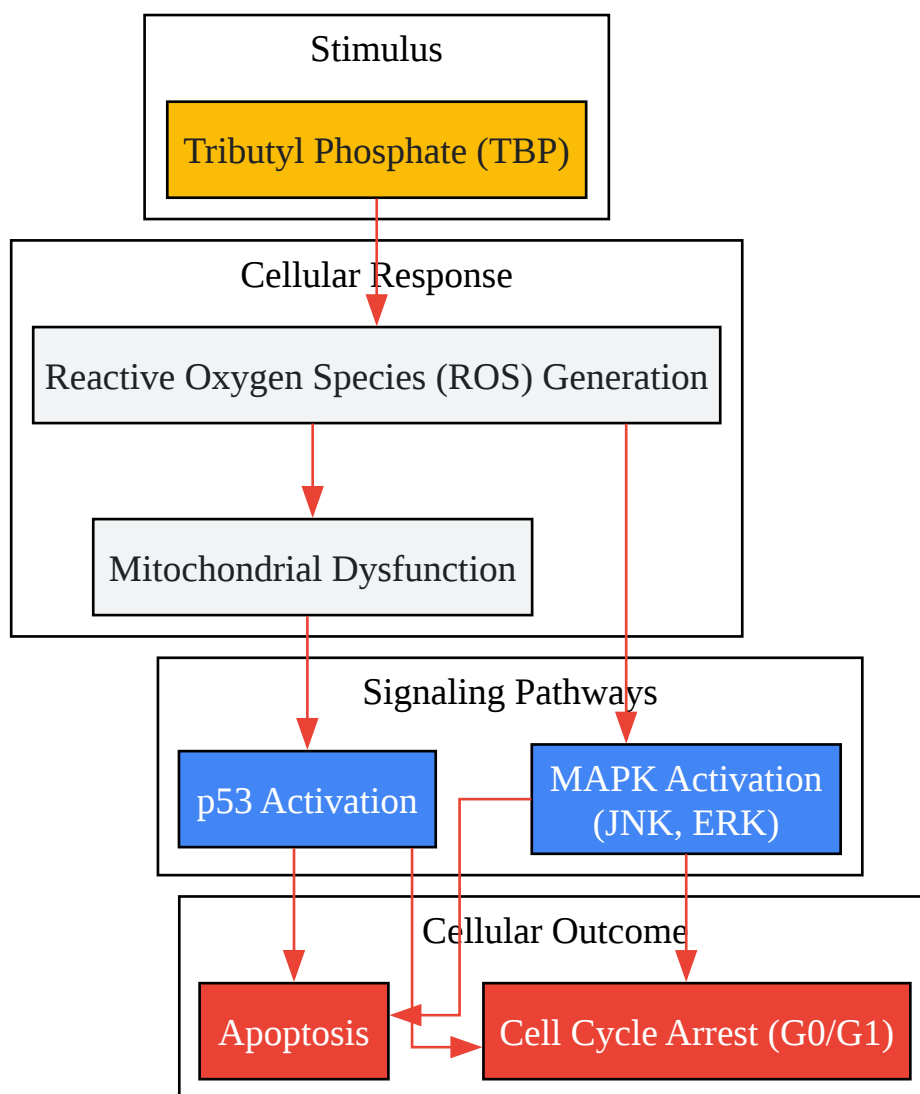 Stimulus
Tributyl Phosphate (TBP)
Cellular Response
Reactive Oxygen Species (ROS) Generation
Mitochondrial Dysfunction
Signaling Pathways
p53 Activation
MAPK Activation
(JNK, ERK)
Cellular Outcome
Apoptosis
Cell Cycle Arrest (G0/G1)